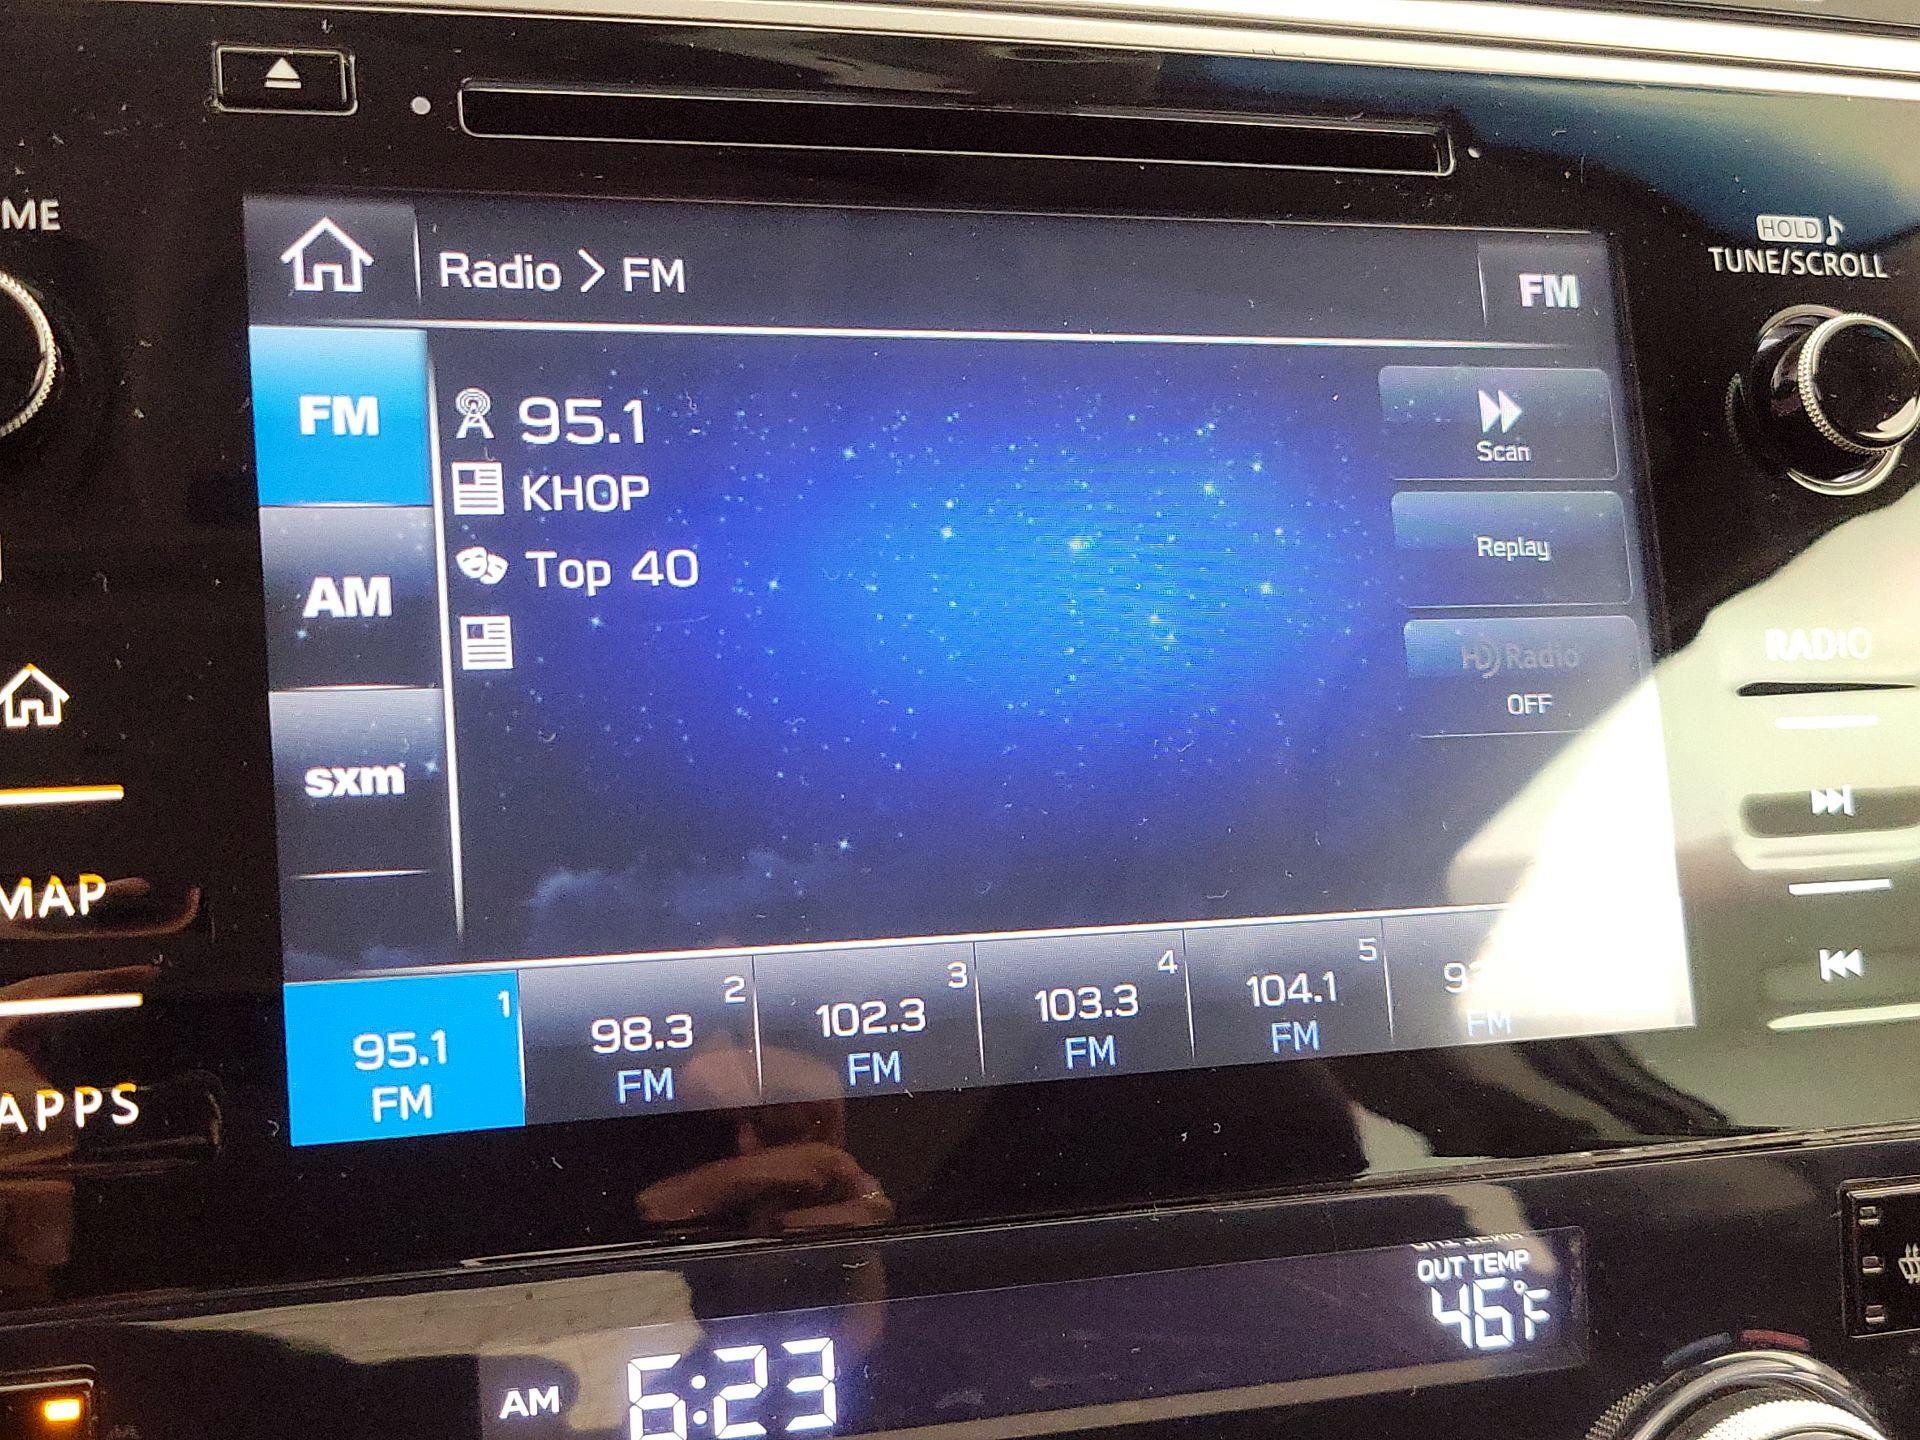 ME
HOLD
TUNE/SCROLL
Radio > FM
FM
FM
95.1
KHOP
Top 40
AM
sxm
Scan
Replay
HD Radio
OFF
RADIO
MAP
APPS
1
95.1
FM
2
98.3
FM
3
102.3
FM
4
103.3
FM
5
104.1
FM
FM
OUT TEMP
46°F
AM 6:23